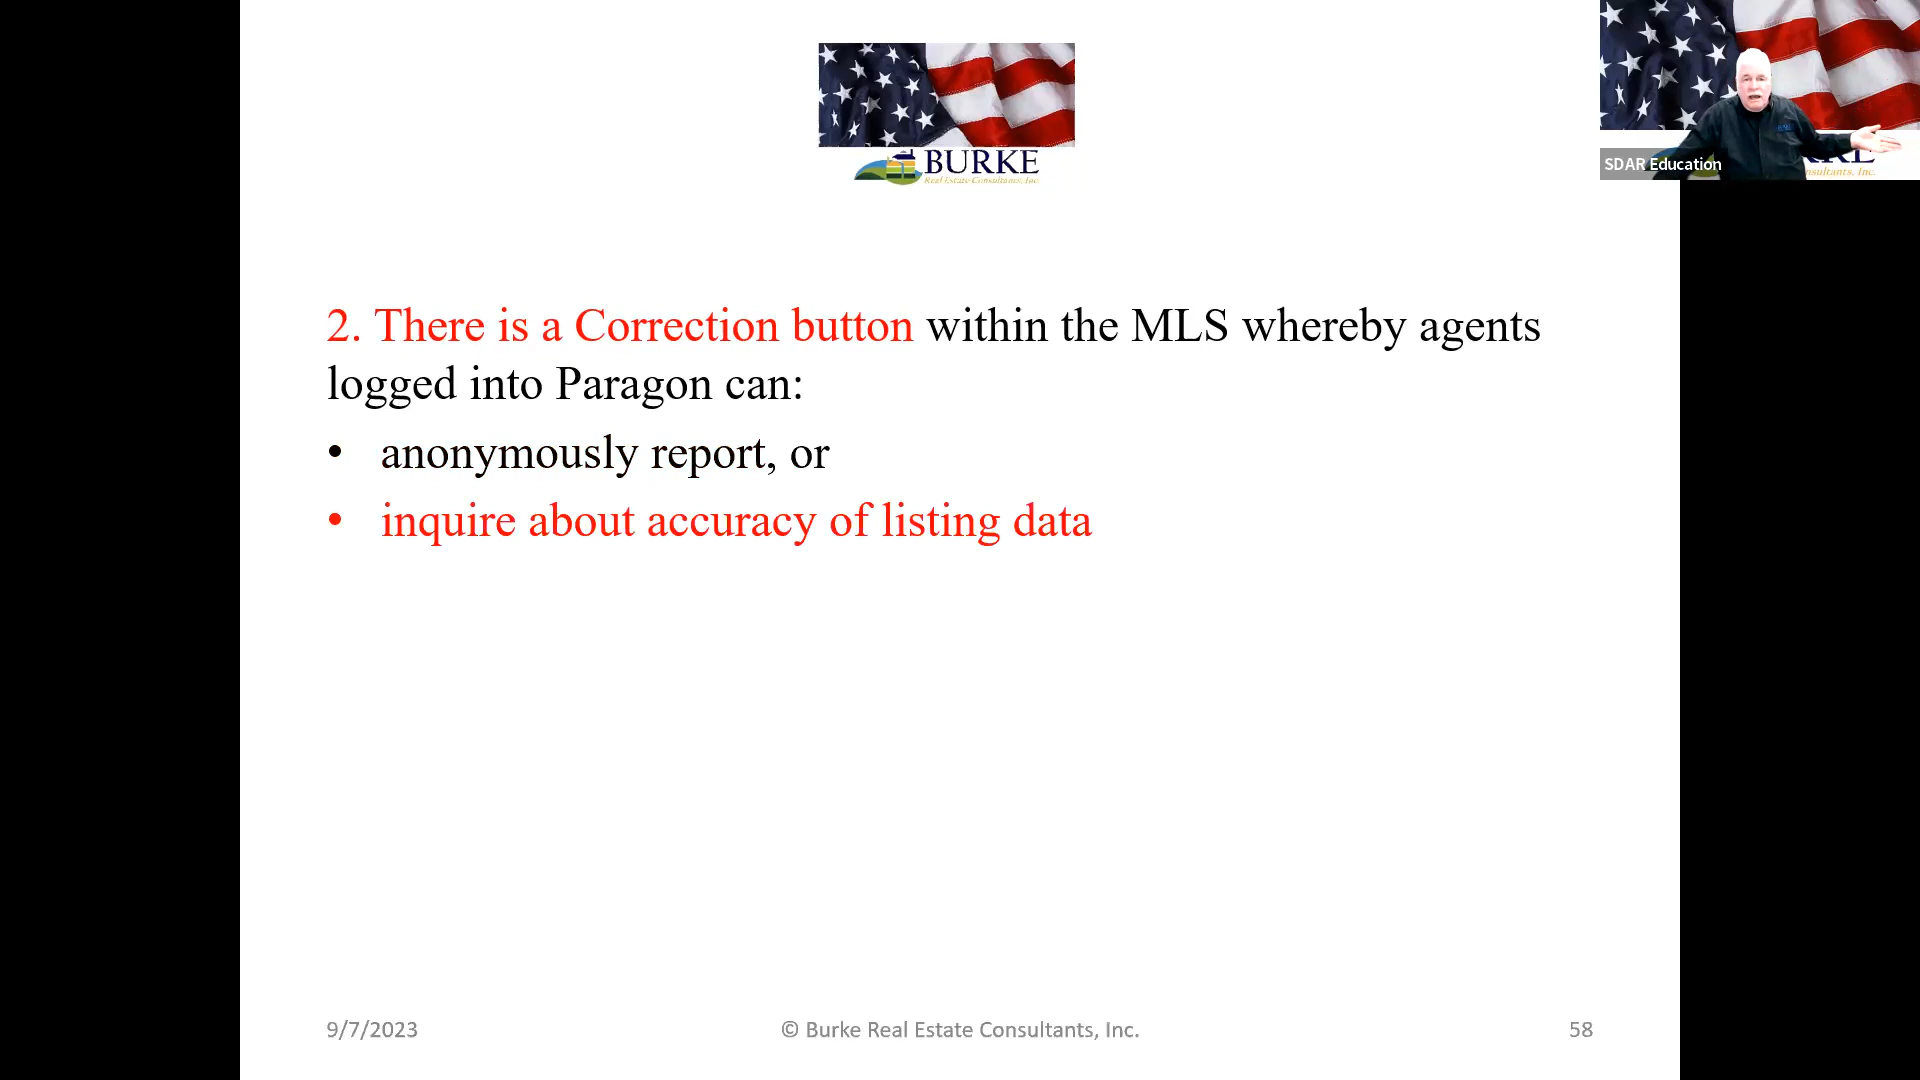 BURKE
Real Estate Consultants, Inc.
SDAR Education
2. There is a Correction button within the MLS whereby agents
logged into Paragon can:
• anonymously report, or
• inquire about accuracy of listing data
9/7/2023
© Burke Real Estate Consultants, Inc.
58